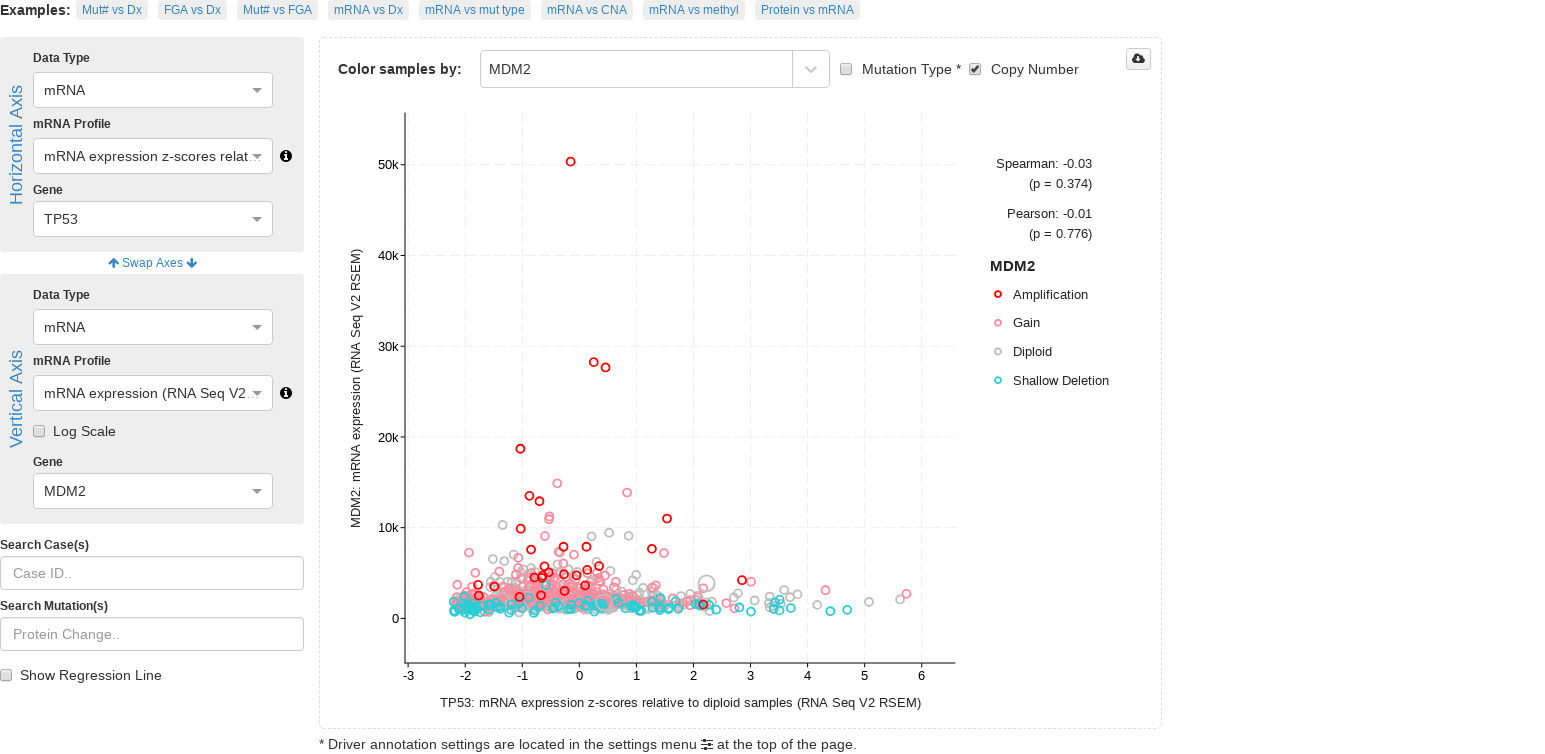 Examples: Mut# vs Dx FGA vs Dx Mut# vs FGA mRNA vs Dx mRNA vs mut type mRNA vs CNA mRNA vs methyl Protein vs mRNA
Horizontal Axis
Data Type
mRNA
mRNA Profile
mRNA expression z-scores relat...
Gene
TP53
Swap Axes
Vertical Axis
Data Type
mRNA
mRNA Profile
mRNA expression (RNA Seq V2...
Log Scale
Gene
MDM2
Search Case(s)
Case ID..
Search Mutation(s)
Protein Change..
Show Regression Line
Color samples by: MDM2 Mutation Type * Copy Number
MDM2: mRNA expression (RNA Seq V2 RSEM)
50k
40k
30k
20k
10k
0
-3 -2 -1 0 1 2 3 4 5 6
TP53: mRNA expression z-scores relative to diploid samples (RNA Seq V2 RSEM)
Spearman: -0.03
(p = 0.374)
Pearson: -0.01
(p = 0.776)
MDM2
Amplification
Gain
Diploid
Shallow Deletion
* Driver annotation settings are located in the settings menu at the top of the page.